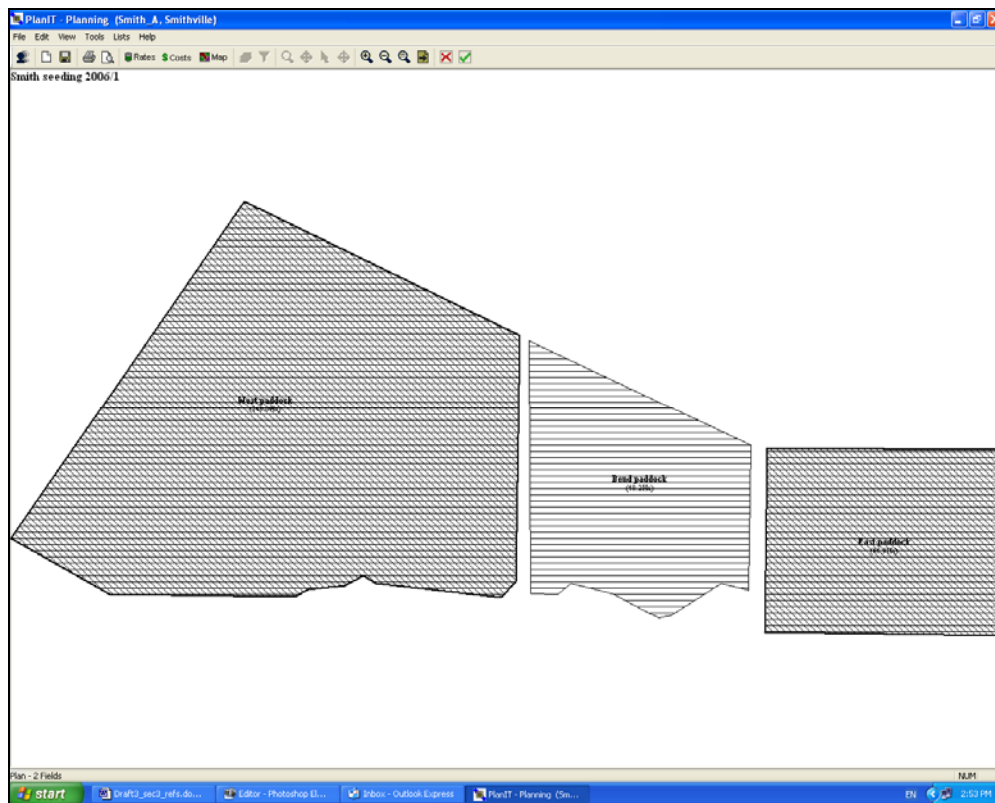 PlanIT - Planning (Smith_A, Smithville)
File Edit View Tools Lists Help
Rates $ Costs Map
Smith seeding 2006/1
West paddock
Bend paddock
East paddock
Plan - 2 Fields
NUM
start
Draft3_sec3_refs.do...
Editor - Photoshop El...
Inbox - Outlook Express
PlanIT - Planning (Sm...
EN
2:53 PM